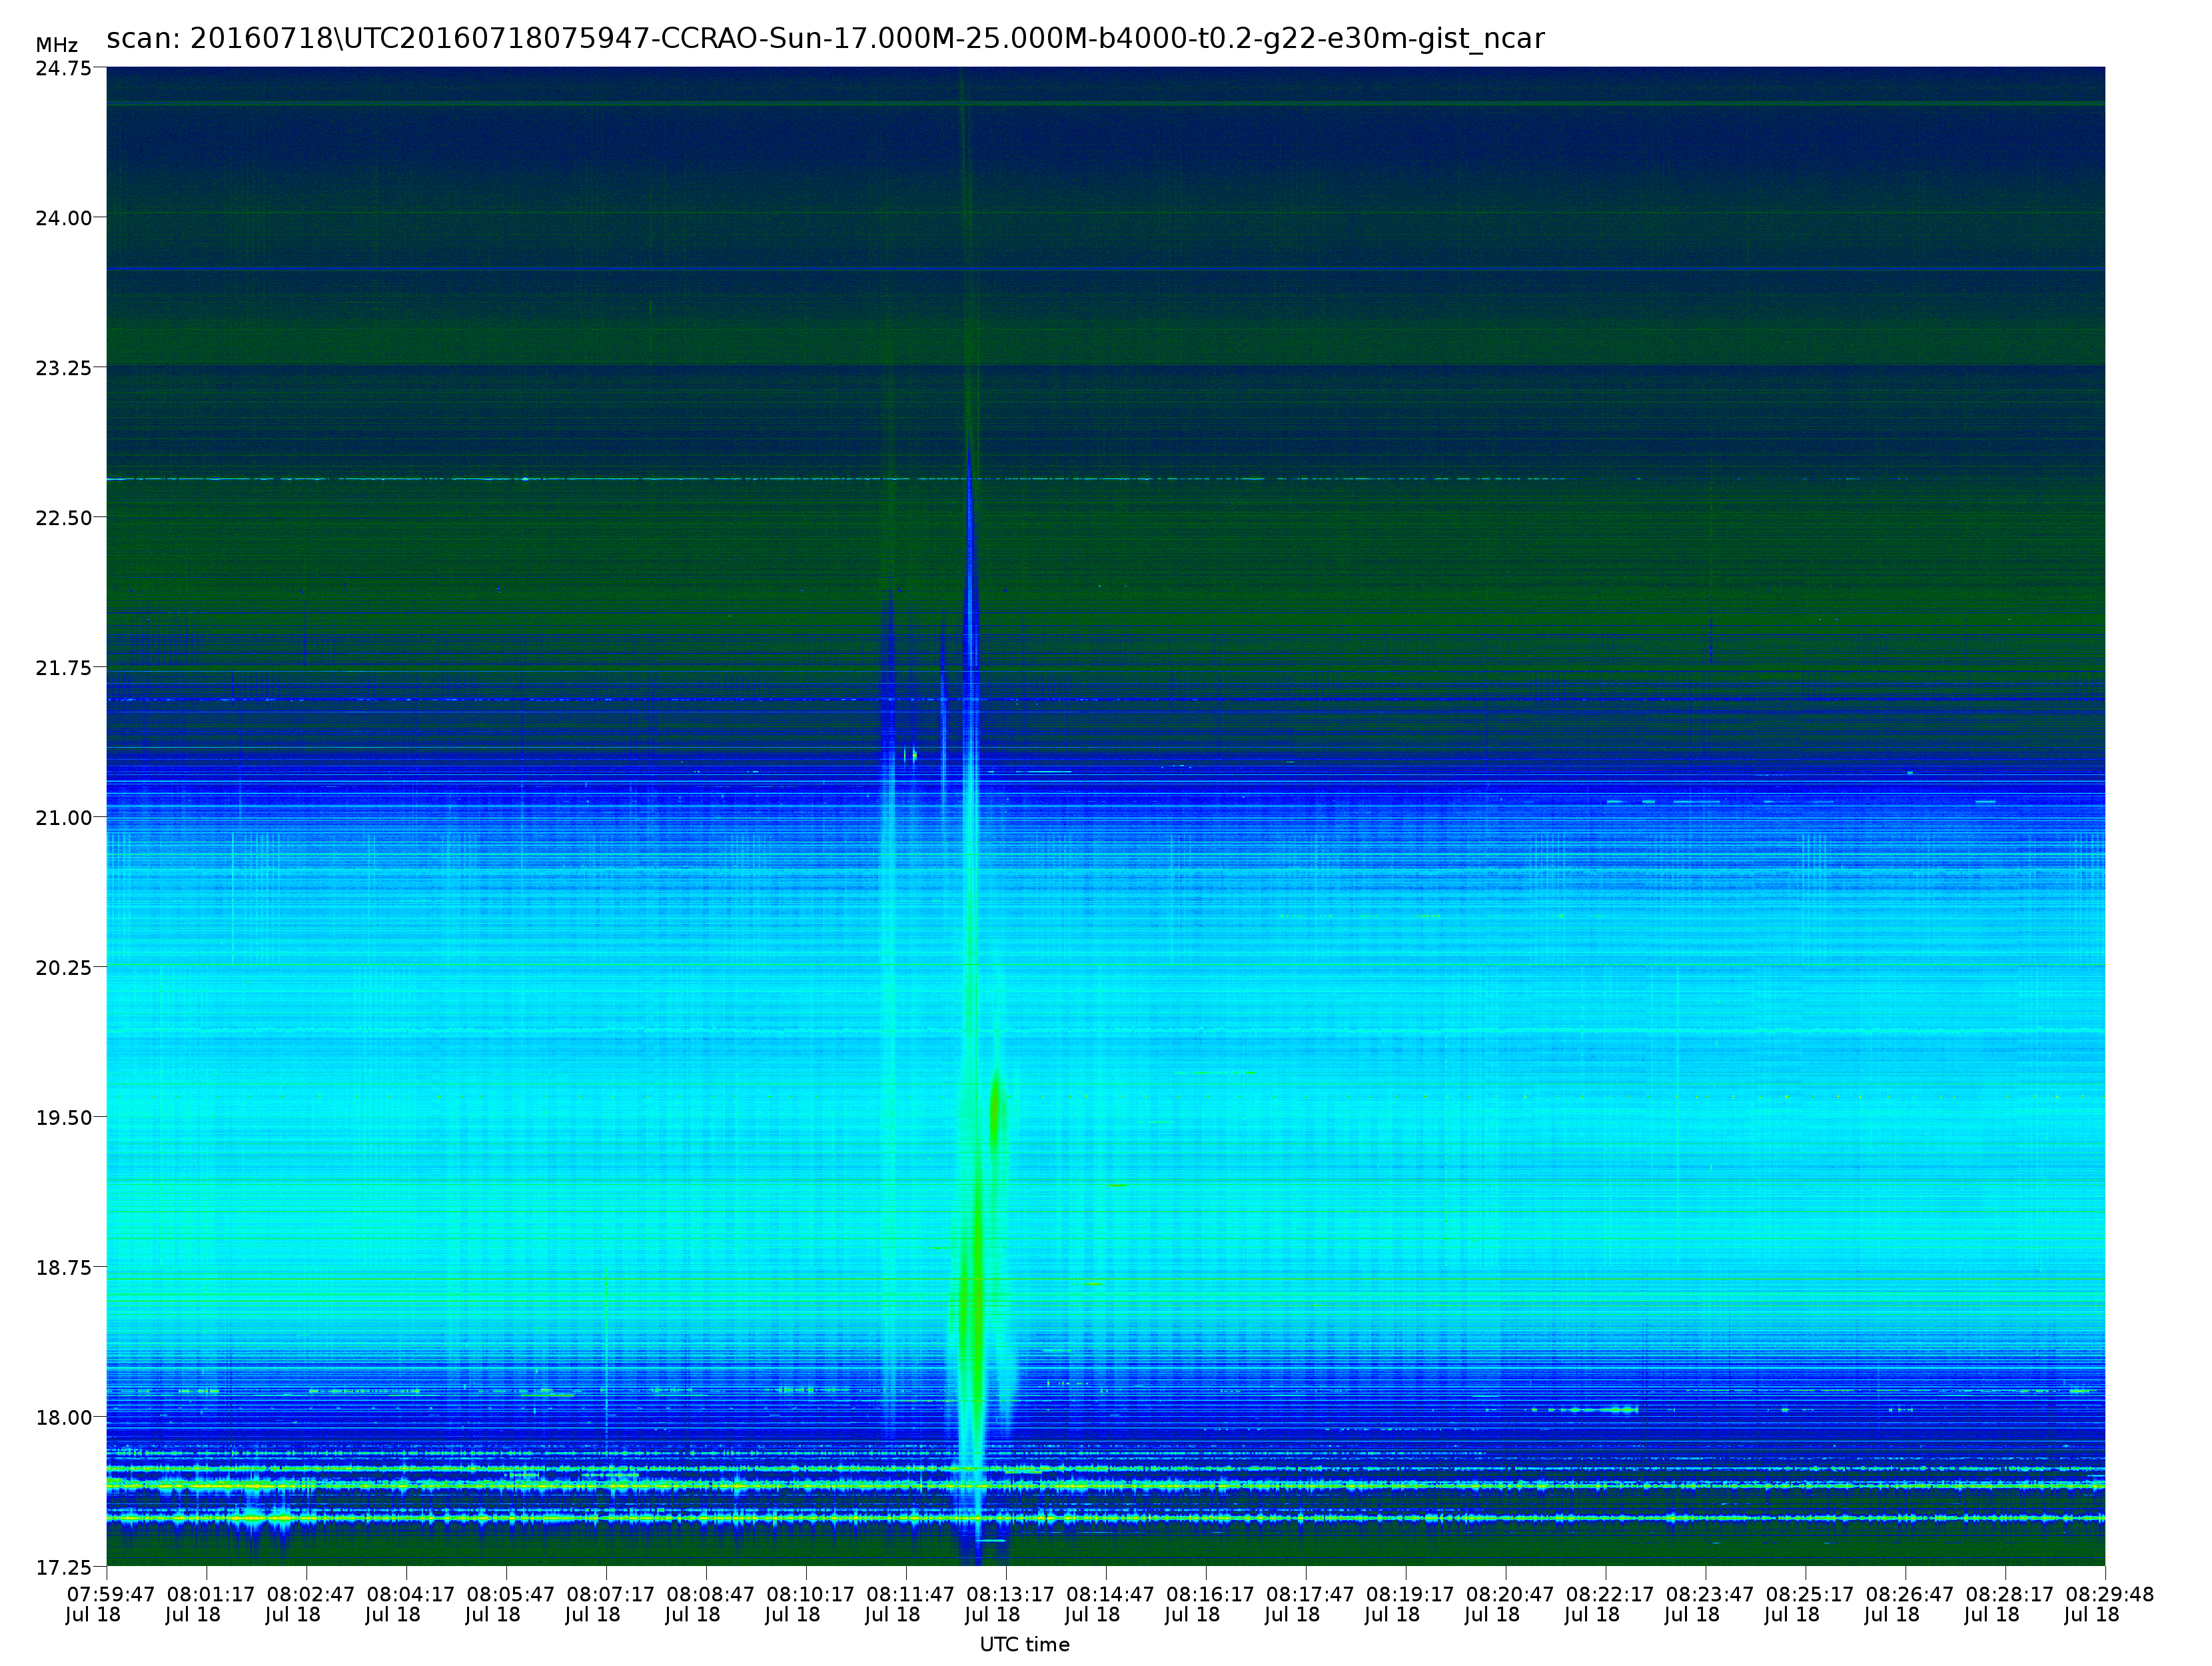 scan: 20160718\UTC20160718075947-CCRAO-Sun-17.000M-25.000M-b4000-t0.2-g22-e30m-gist_ncar
MHz
24.75
24.00
23.25
22.50
21.75
21.00
20.25
19.50
18.75
18.00
17.25
07:59:47 08:01:17 08:02:47 08:04:17 08:05:47 08:07:17 08:08:47 08:10:17 08:11:47 08:13:17 08:14:47 08:16:17 08:17:47 08:19:17 08:20:47 08:22:17 08:23:47 08:25:17 08:26:47 08:28:17 08:29:48
Jul 18 Jul 18 Jul 18 Jul 18 Jul 18 Jul 18 Jul 18 Jul 18 Jul 18 Jul 18 Jul 18 Jul 18 Jul 18 Jul 18 Jul 18 Jul 18 Jul 18 Jul 18 Jul 18 Jul 18 Jul 18
UTC time